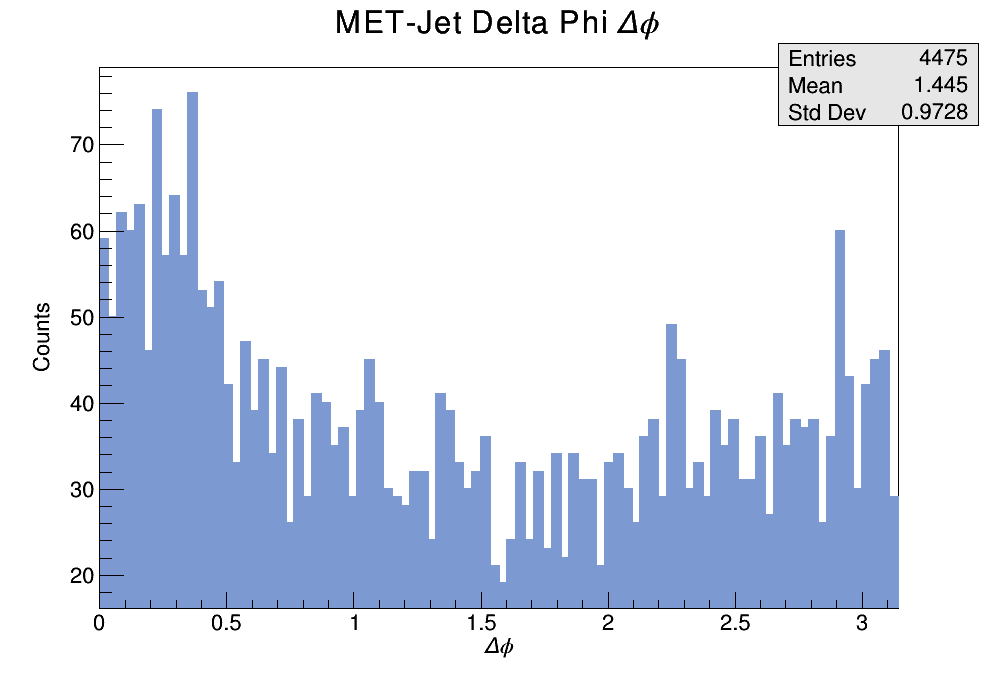 MET-Jet Delta Phi Δϕ
Entries 4475
Mean 1.445
Std Dev 0.9728
70
60
50
40
30
20
Counts
0 0.5 1 1.5 2 2.5 3
Δϕ